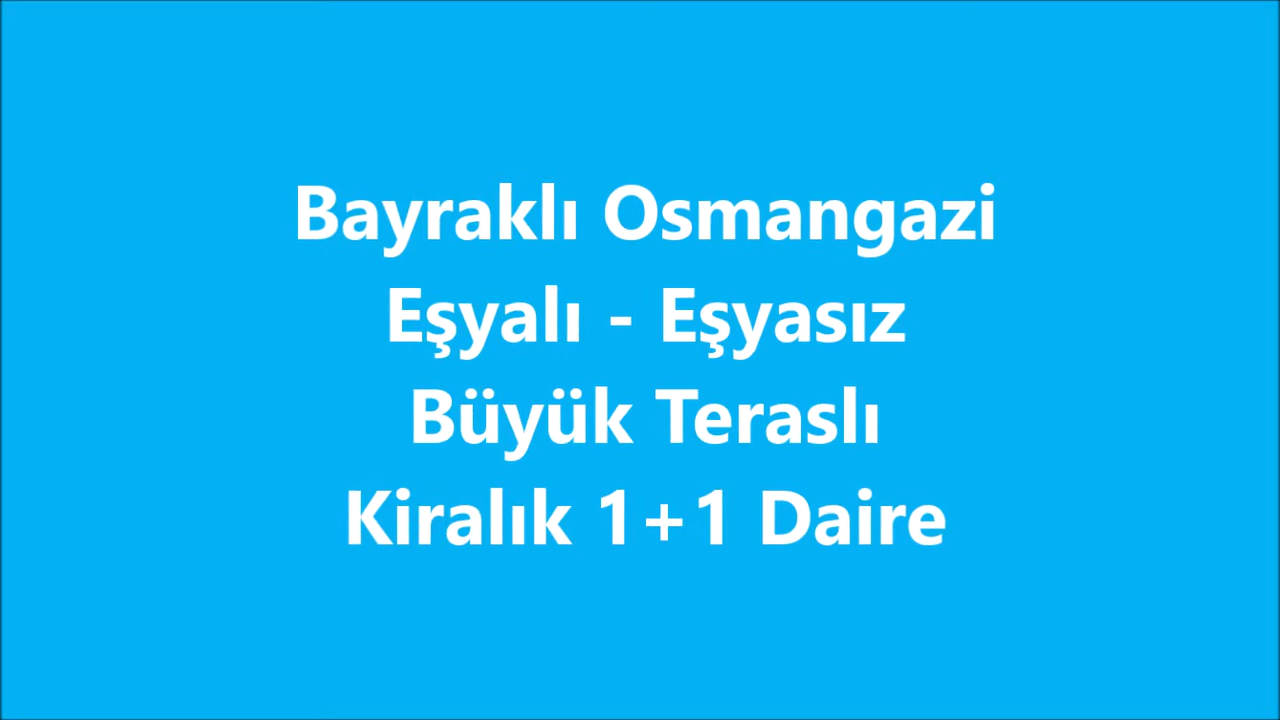 Bayraklı Osmangazi
Eşyalı - Eşyasız
Büyük Teraslı
Kiralık 1+1 Daire